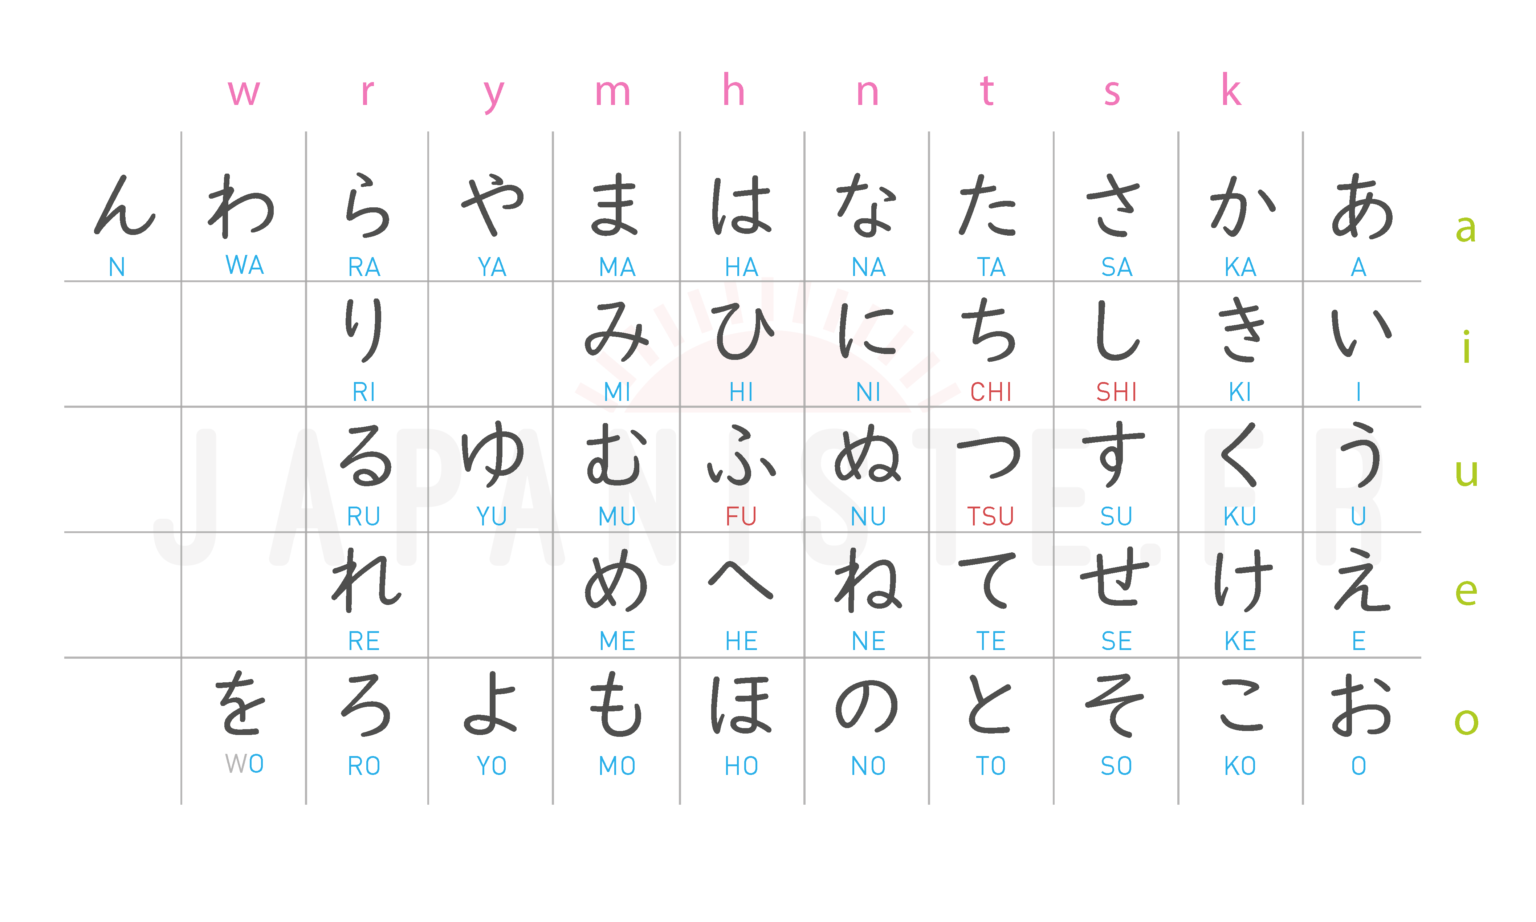 w r y m h n t s k
ん わ ら や ま は な た さ か あ a
N WA RA YA MA HA NA TA SA KA A
り み ひ に ち し き い i
RI MI HI NI CHI SHI KI I
る ゆ む ふ ぬ つ す く う u
RU YU MU FU NU TSU SU KU U
れ め へ ね て せ け え e
RE ME HE NE TE SE KE E
を ろ よ も ほ の と そ こ お o
WO RO YO MO HO NO TO SO KO O
JAPANISTE.FR